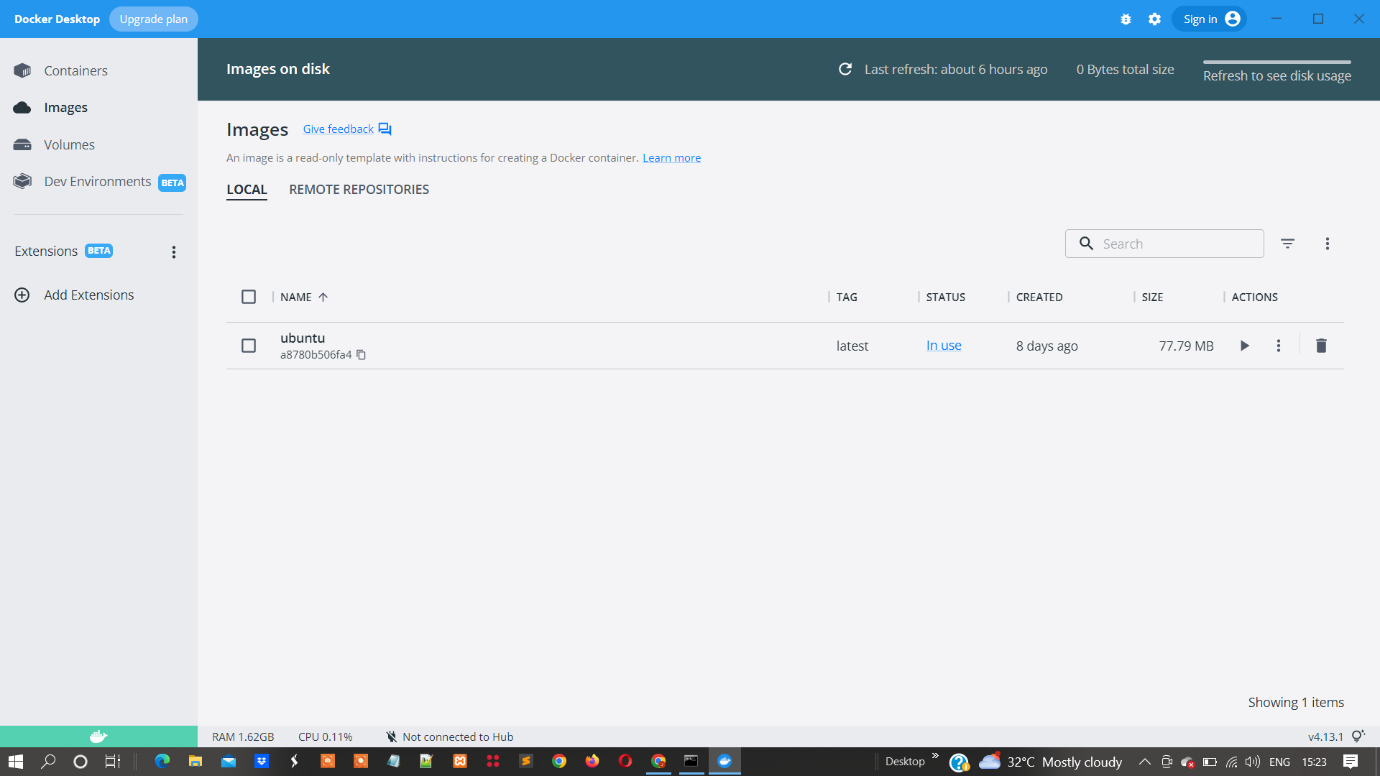 Docker Desktop Upgrade plan Sign in
Containers
Images
Volumes
Dev Environments BETA
Extensions BETA
Add Extensions
Images on disk Last refresh: about 6 hours ago 0 Bytes total size Refresh to see disk usage
Images Give feedback
An image is a read-only template with instructions for creating a Docker container. Learn more
LOCAL REMOTE REPOSITORIES
Search
NAME TAG STATUS CREATED SIZE ACTIONS
ubuntu latest In use 8 days ago 77.79 MB
a8780b506fa4
Showing 1 items
RAM 1.62GB CPU 0.11% Not connected to Hub v4.13.1
Desktop » 32°C Mostly cloudy ENG 15:23